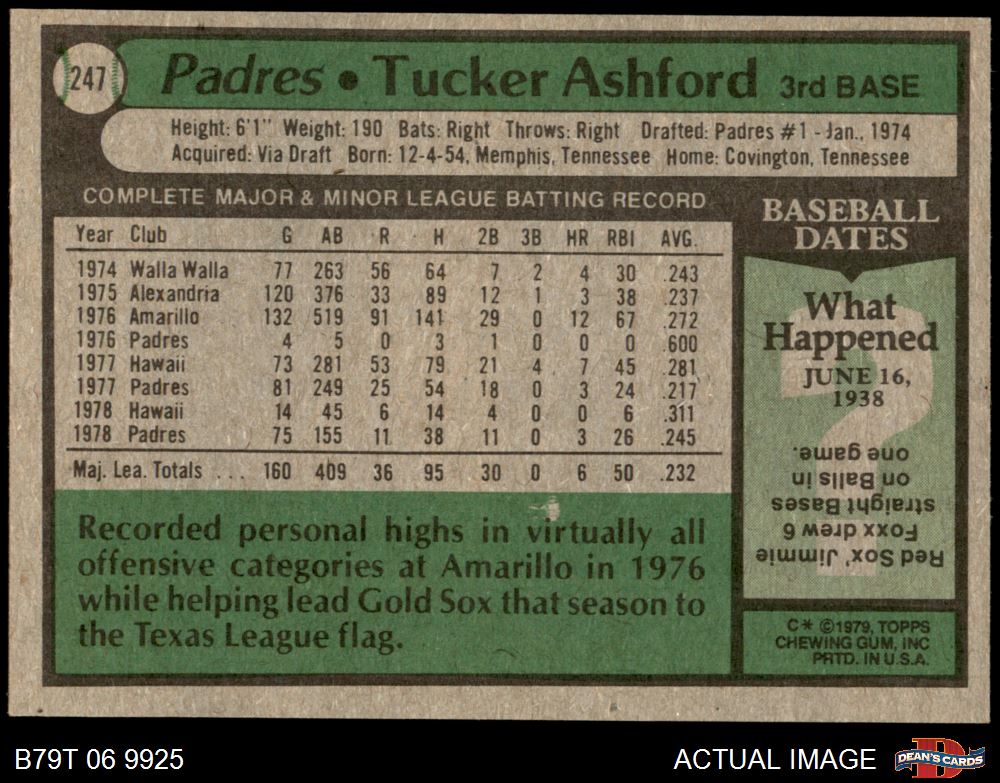 247
Padres • Tucker Ashford 3rd BASE
Height: 6'1" Weight: 190 Bats: Right Throws: Right Drafted: Padres #1 - Jan., 1974
Acquired: Via Draft Born: 12-4-54, Memphis, Tennessee Home: Covington, Tennessee
COMPLETE MAJOR & MINOR LEAGUE BATTING RECORD
Year Club G AB R H 2B 3B HR RBI AVG.
1974 Walla Walla 77 263 56 64 7 2 4 30 .243
1975 Alexandria 120 376 33 89 12 1 3 38 .237
1976 Amarillo 132 519 91 141 29 0 12 67 .272
1976 Padres 4 5 0 3 1 0 0 0 .600
1977 Hawaii 73 281 53 79 21 4 7 45 .281
1977 Padres 81 249 25 54 18 0 3 24 .217
1978 Hawaii 14 45 6 14 4 0 0 6 .311
1978 Padres 75 155 11 38 11 0 3 26 .245
Maj. Lea. Totals ... 160 409 36 95 30 0 6 50 .232
Recorded personal highs in virtually all
offensive categories at Amarillo in 1976
while helping lead Gold Sox that season to
the Texas League flag.
BASEBALL
DATES
What
Happened
JUNE 16,
1938
?
Red Sox' Jimmie
Foxx drew 6
straight Bases
on Balls in
one game.
C* ©1979, TOPPS
CHEWING GUM, INC
PRTD. IN U.S.A.
B79T 06 9925
ACTUAL IMAGE
D
DEAN'S CARDS